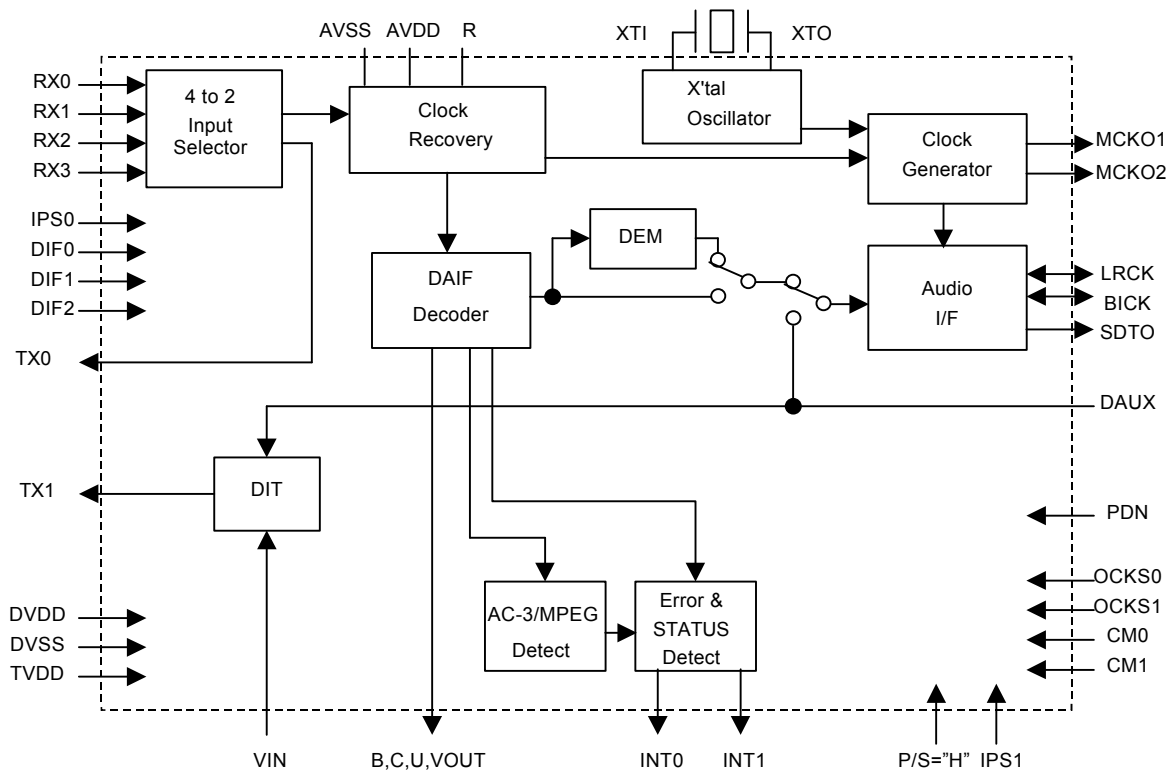 AVSS AVDD R
XTI XTO
RX0
RX1
RX2
RX3
4 to 2
Input
Selector
Clock
Recovery
X'tal
Oscillator
Clock
Generator
MCKO1
MCKO2
IPS0
DIF0
DIF1
DIF2
DEM
DAIF
Decoder
Audio
I/F
LRCK
BICK
SDTO
TX0
DAUX
TX1
DIT
PDN
AC-3/MPEG
Detect
Error &
STATUS
Detect
OCKS0
OCKS1
CM0
CM1
DVDD
DVSS
TVDD
VIN
B,C,U,VOUT
INT0
INT1
P/S=”H”
IPS1